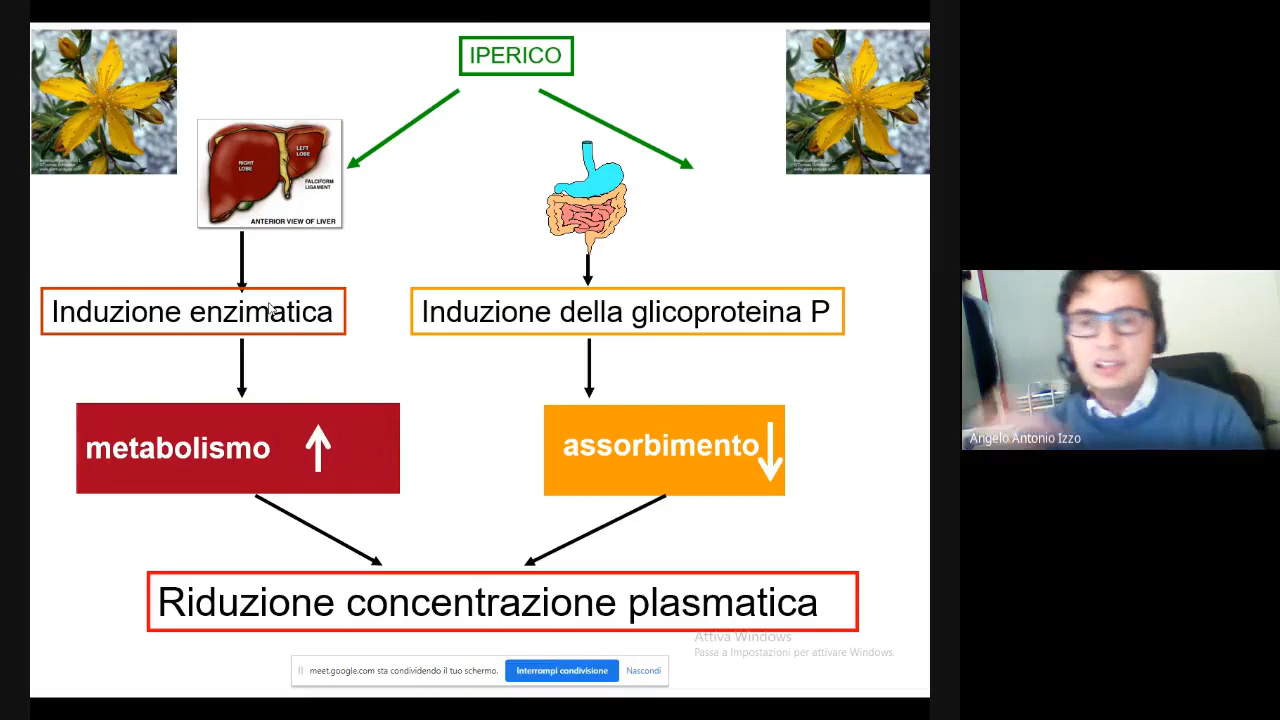 IPERICO
RIGHT
LOBE
LEFT
LOBE
FALCIFORM
LIGAMENT
ANTERIOR VIEW OF LIVER
Induzione enzimatica
Induzione della glicoproteina P
metabolismo
assorbimento
Riduzione concentrazione plasmatica
Attiva Windows
Passa a Impostazioni per attivare Windows.
meet.google.com sta condividendo il tuo schermo.
Interrompi condivisione
Nascondi
Angelo Antonio Izzo